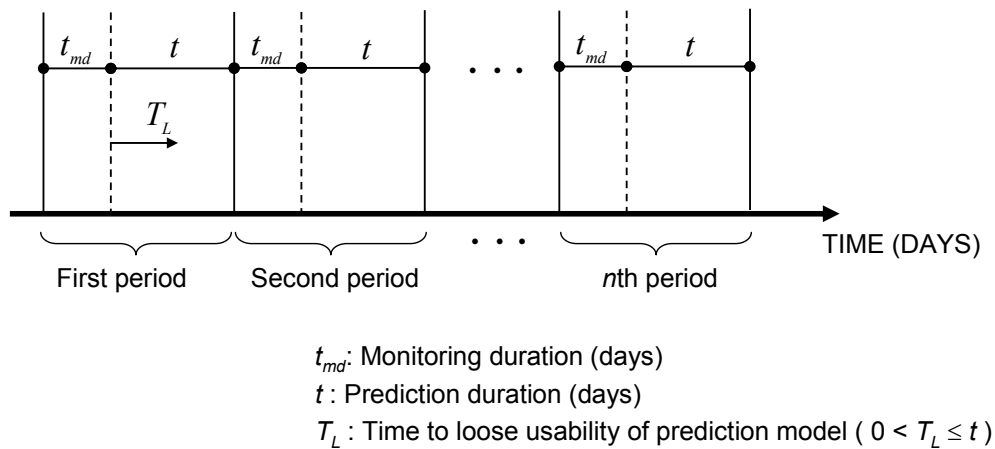 t_md t t_md t . . . t_md t
T_L
TIME (DAYS)
First period Second period . . . nth period
t_md: Monitoring duration (days)
t : Prediction duration (days)
T_L : Time to loose usability of prediction model ( 0 < T_L ≤ t )